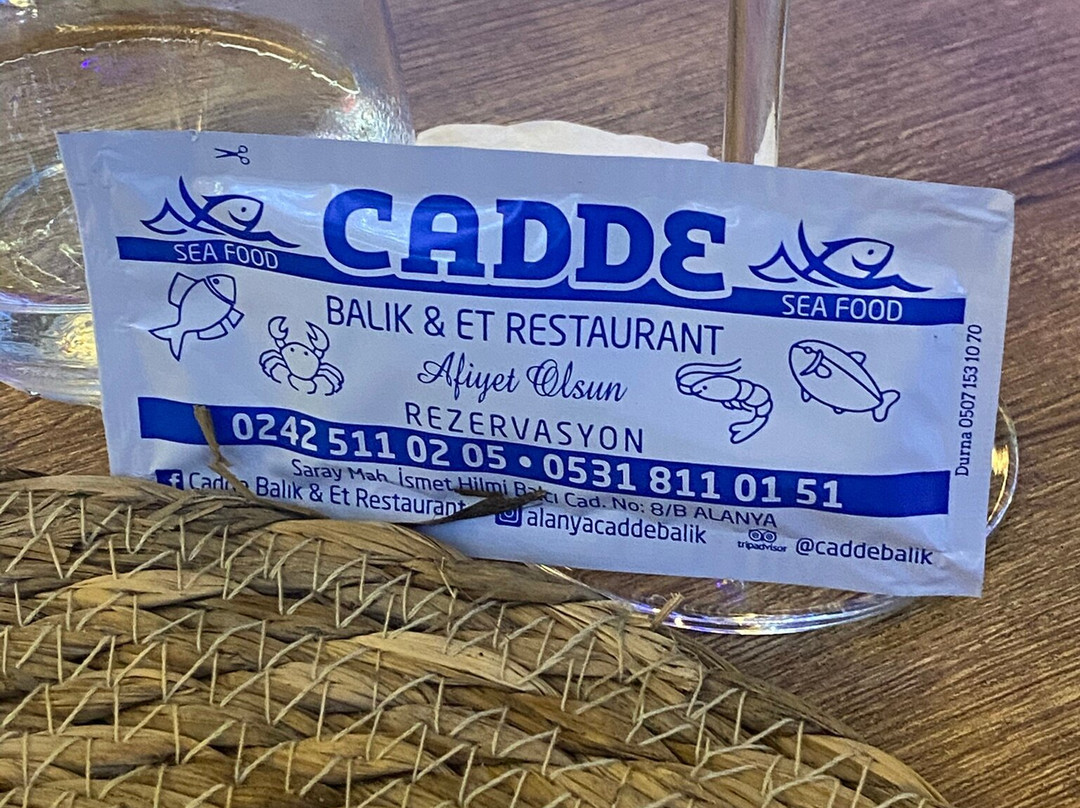 CADDE
SEA FOOD
SEA FOOD
BALIK & ET RESTAURANT
Afiyet Olsun
REZERVASYON
0242 511 02 05 • 0531 811 01 51
Saray Mah. İsmet Hilmi Balcı Cad. No: 8/B ALANYA
Cadde Balık & Et Restaurant
alanyacaddebalik
tripadvisor @caddebalik
Durna 0507 153 10 70